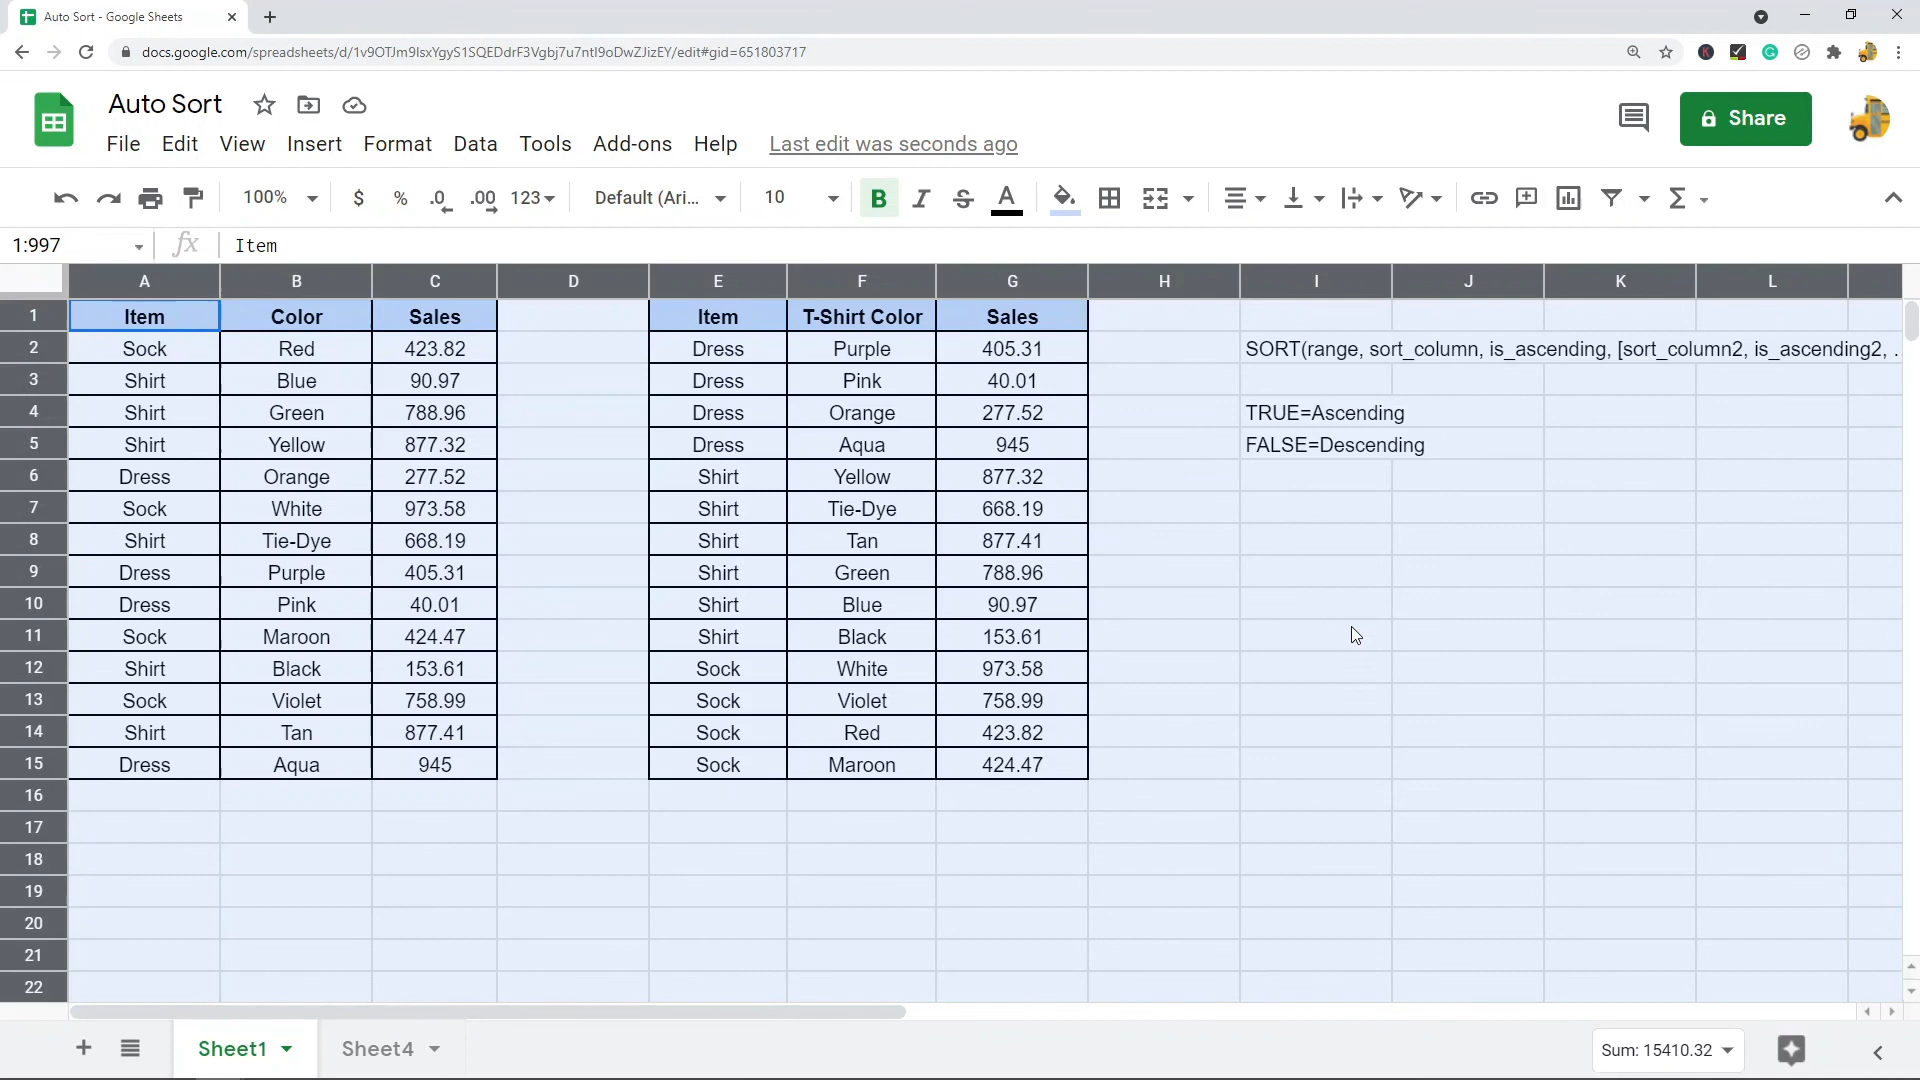 Auto Sort - Google Sheets
docs.google.com/spreadsheets/d/1v9OTJm9IsxYgyS1SQEDdrF3Vgbj7u7ntI9oDwZJizEY/edit#gid=651803717
Auto Sort
Share
File Edit View Insert Format Data Tools Add-ons Help Last edit was seconds ago
100% $ % .0 .00 123 Default (Ari... 10 B I S A
1:997 fx Item
A B C D E F G H I J K L
1 Item Color Sales Item T-Shirt Color Sales
2 Sock Red 423.82 Dress Purple 405.31 SORT(range, sort_column, is_ascending, [sort_column2, is_ascending2, .
3 Shirt Blue 90.97 Dress Pink 40.01
4 Shirt Green 788.96 Dress Orange 277.52 TRUE=Ascending
5 Shirt Yellow 877.32 Dress Aqua 945 FALSE=Descending
6 Dress Orange 277.52 Shirt Yellow 877.32
7 Sock White 973.58 Shirt Tie-Dye 668.19
8 Shirt Tie-Dye 668.19 Shirt Tan 877.41
9 Dress Purple 405.31 Shirt Green 788.96
10 Dress Pink 40.01 Shirt Blue 90.97
11 Sock Maroon 424.47 Shirt Black 153.61
12 Shirt Black 153.61 Sock White 973.58
13 Sock Violet 758.99 Sock Violet 758.99
14 Shirt Tan 877.41 Sock Red 423.82
15 Dress Aqua 945 Sock Maroon 424.47
16
17
18
19
20
21
22
Sheet1 Sheet4 Sum: 15410.32